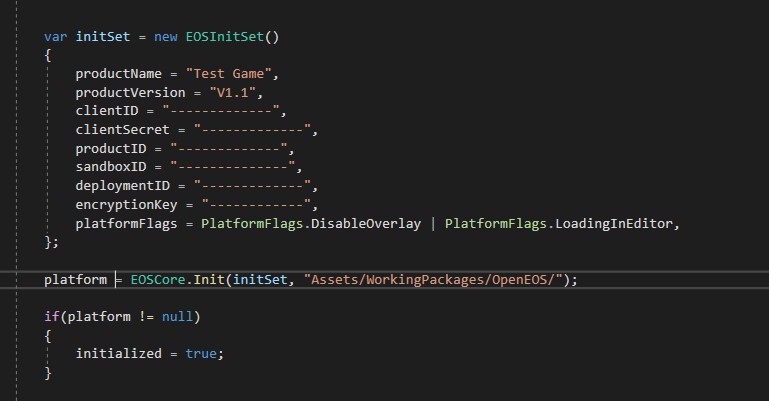 var initSet = new EOSInitSet()
{
productName = "Test Game",
productVersion = "V1.1",
clientID = "-------------",
clientSecret = "-------------",
productID = "-------------",
sandboxID = "--------------",
deploymentID = "-------------",
encryptionKey = "-------------",
platformFlags = PlatformFlags.DisableOverlay | PlatformFlags.LoadingInEditor,
};
platform = EOSCore.Init(initSet, "Assets/WorkingPackages/OpenEOS/");
if(platform != null)
{
initialized = true;
}